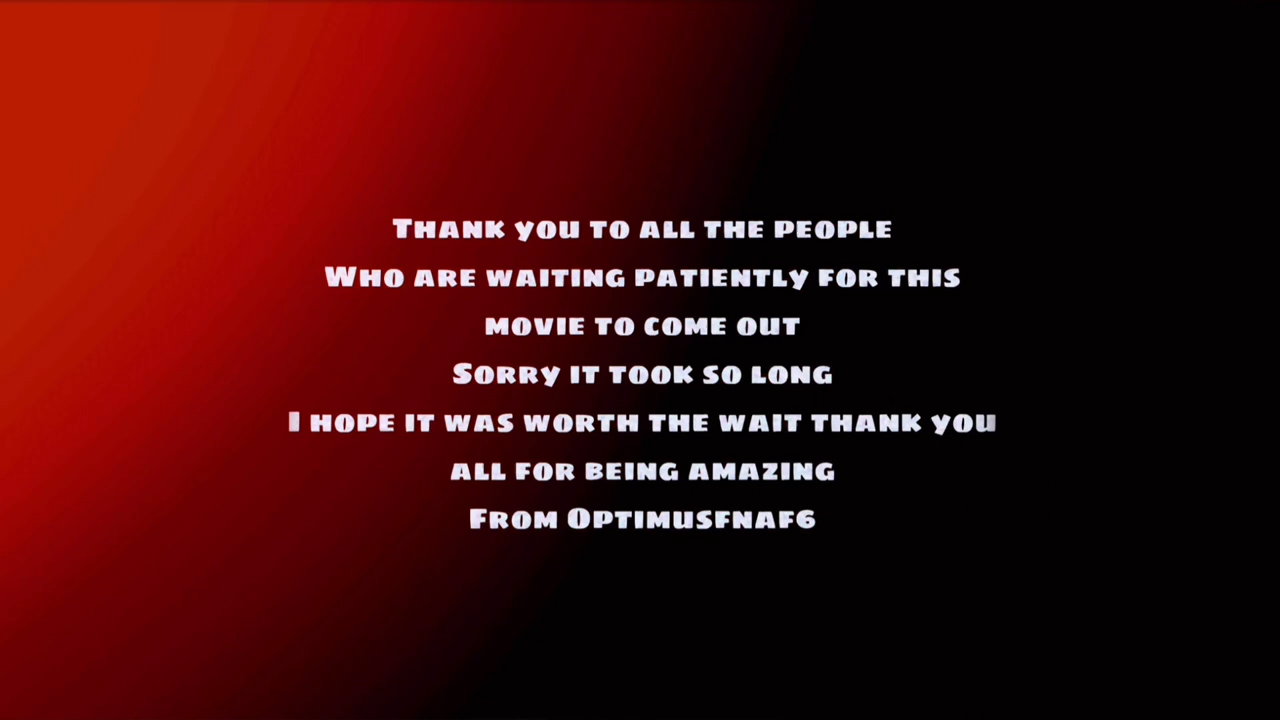 Thank you to all the people
Who are waiting patiently for this
movie to come out
Sorry it took so long
I hope it was worth the wait thank you
all for being amazing
From Optimusfnaf6